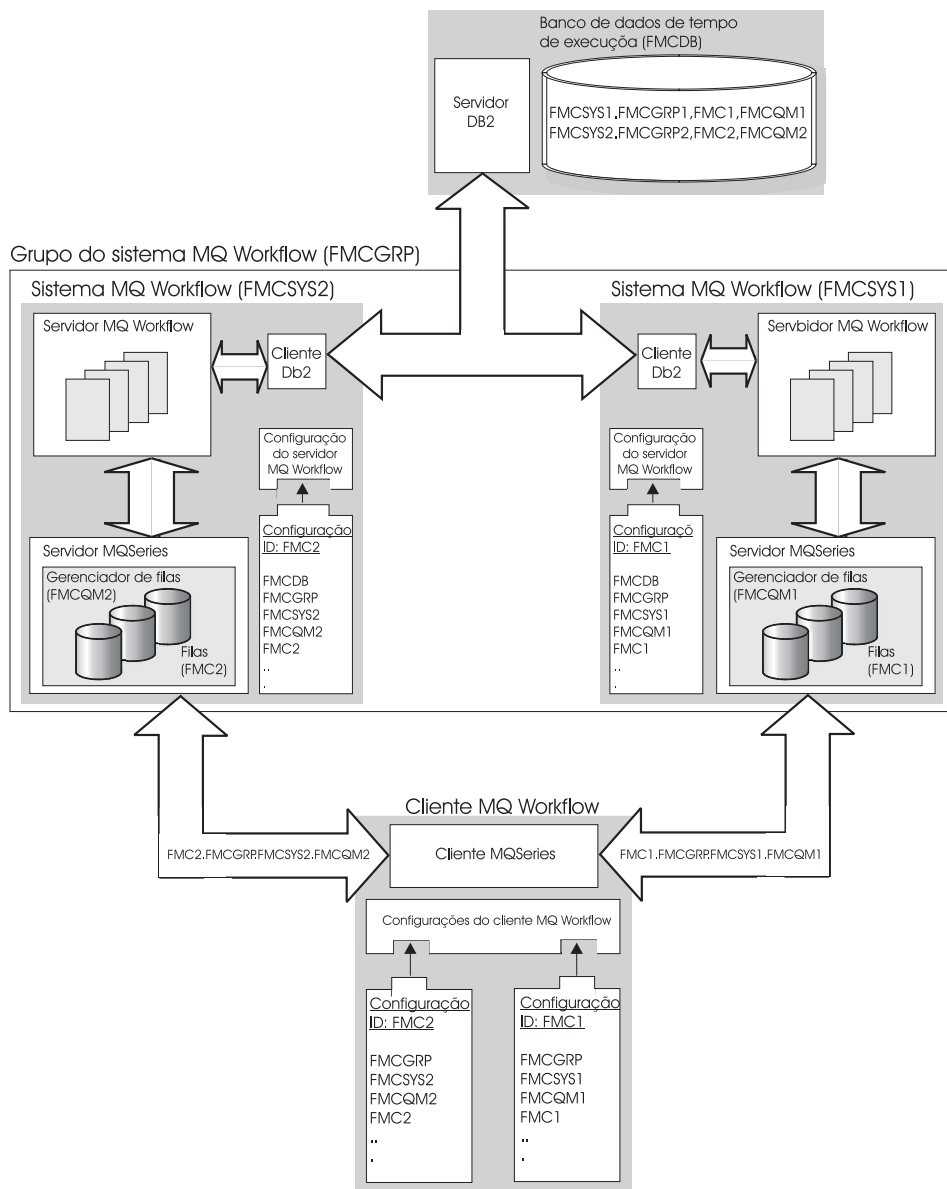 Banco de dados de tempo
de execuçõa (FMCDB)
Servidor
DB2
FMCSYS1.FMCGRP1,FMC1,FMCQM1
FMCSYS2.FMCGRP2,FMC2,FMCQM2
Grupo do sistema MQ Workflow (FMCGRP)
Sistema MQ Workflow (FMCSYS2)
Servidor MQ Workflow
Cliente
Db2
Configuração
do servidor
MQ Workflow
Configuração
ID: FMC2
FMCDB
FMCGRP
FMCSYS2
FMCQM2
FMC2
..
.
Servidor MQSeries
Gerenciador de filas
(FMCQM2)
Filas
(FMC2)
Sistema MQ Workflow (FMCSYS1)
Servbidor MQ Workflow
Cliente
Db2
Configuração
do servidor
MQ Workflow
Configuraçõ
ID: FMC1
FMCDB
FMCGRP
FMCSYS1
FMCQM1
FMC1
..
.
Servidor MQSeries
Gerenciador de filas
(FMCQM1
Filas
(FMC1)
Cliente MQ Workflow
FMC2.FMCGRP.FMCSYS2.FMCQM2
Cliente MQSeries
FMC1.FMCGRP.FMCSYS1.FMCQM1
Configurações do cliente MQ Workflow
Configuração
ID: FMC2
FMCGRP
FMCSYS2
FMCQM2
FMC2
..
.
Configuração
ID: FMC1
FMCGRP
FMCSYS1
FMCQM1
FMC1
..
.